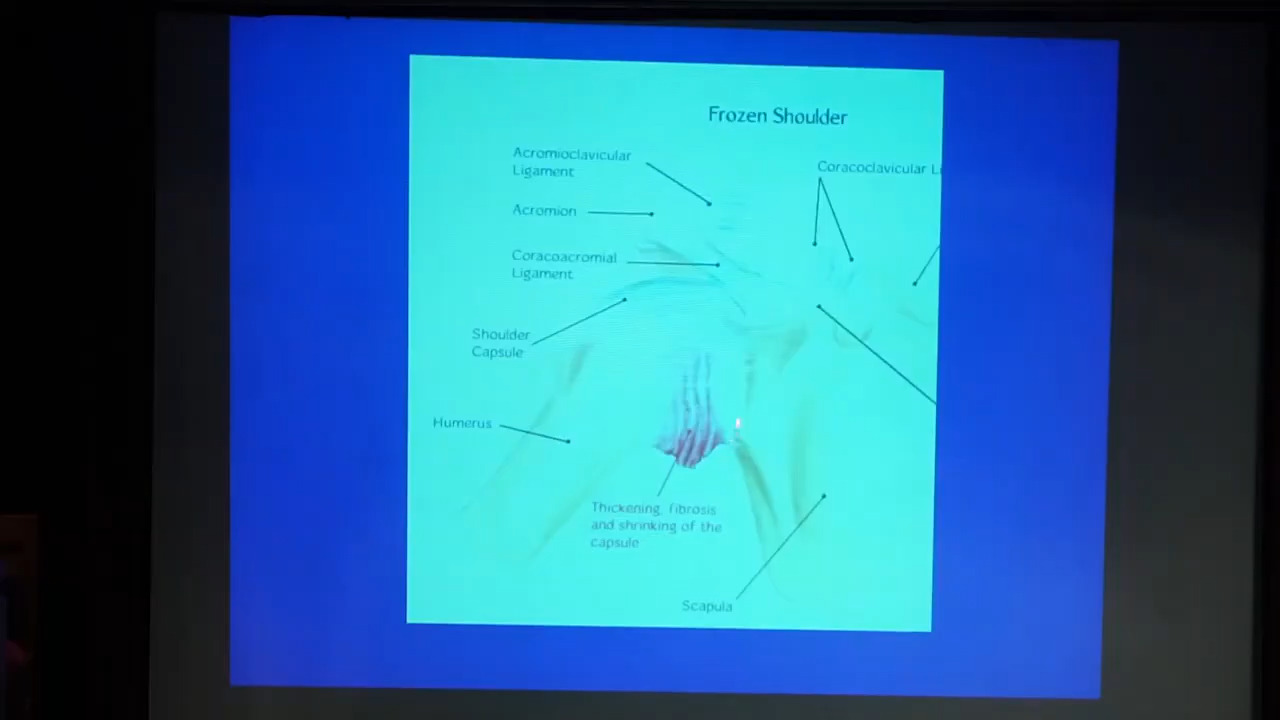 Frozen Shoulder
Acromioclavicular
Ligament
Coracoclavicular
Acromion
Coracoacromial
Ligament
Shoulder
Capsule
Humerus
Thickening, fibrosis
and shrinking of the
capsule
Scapula